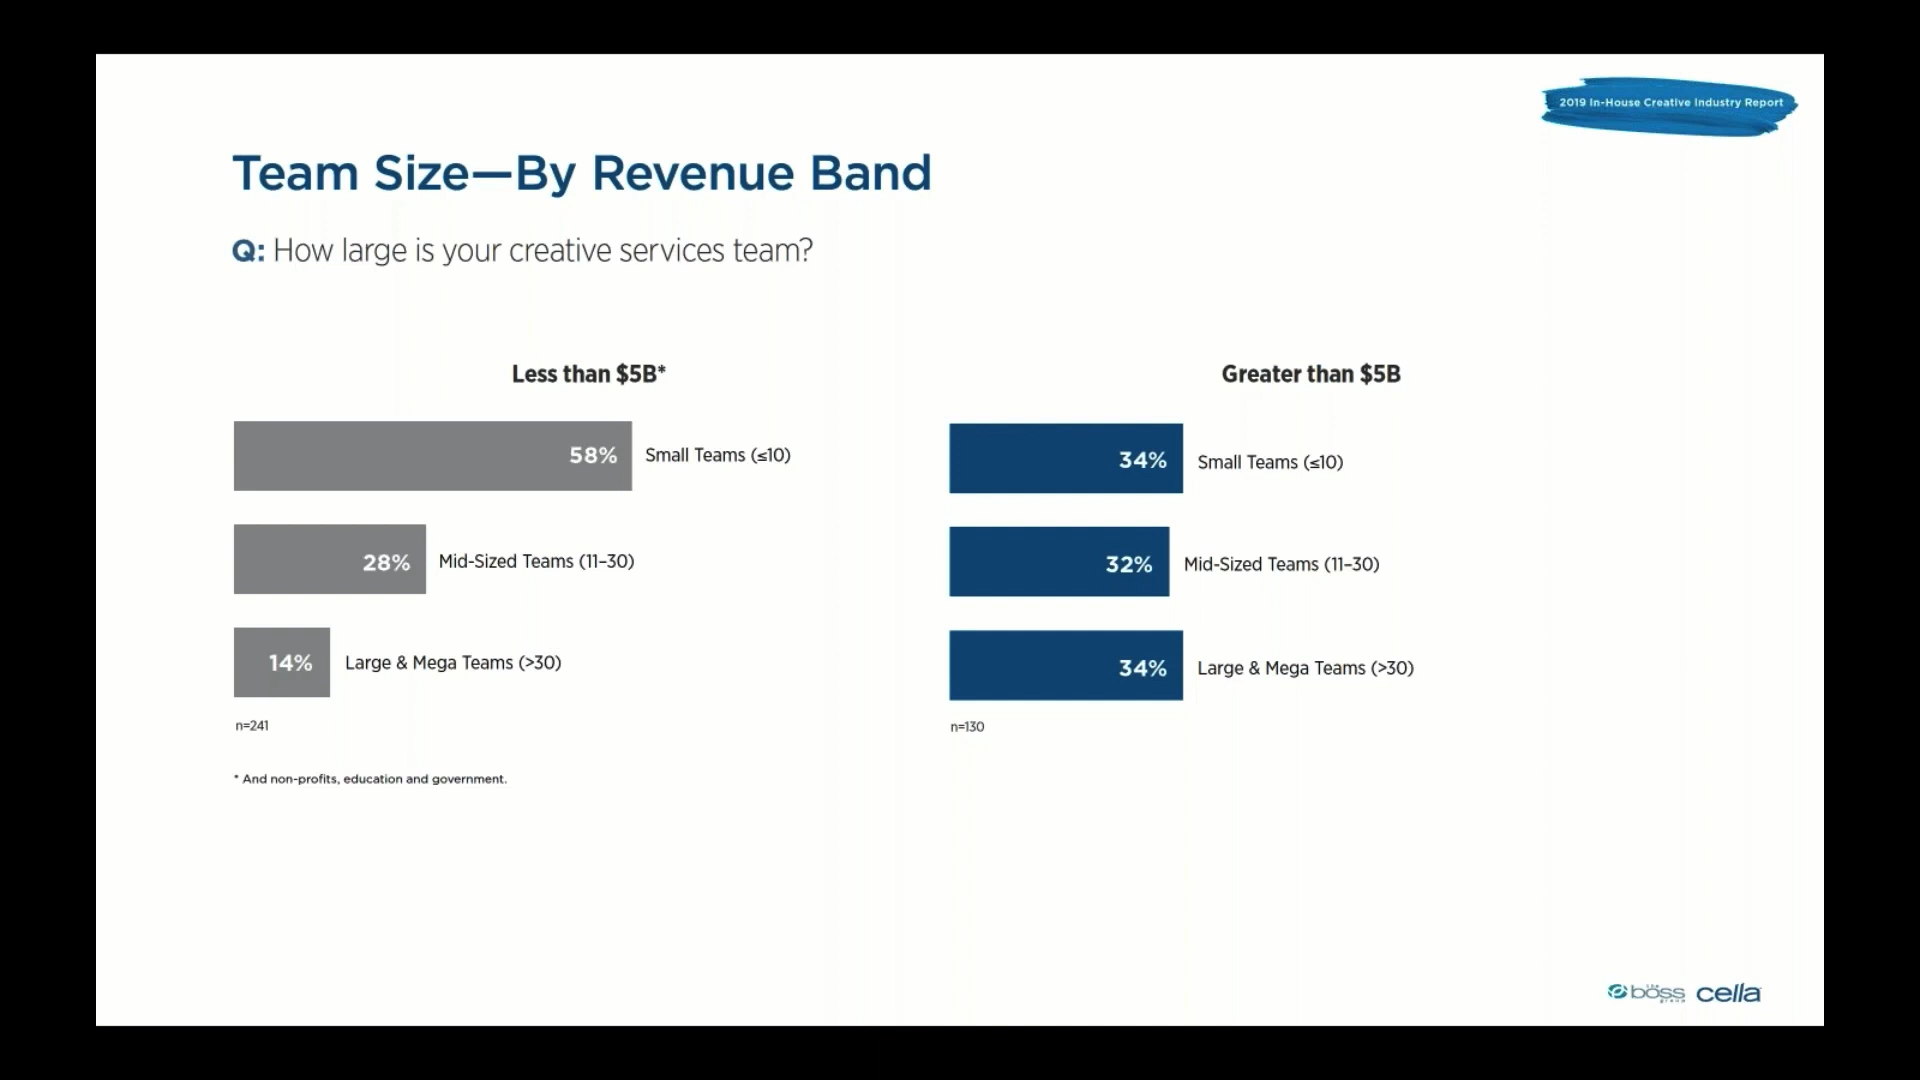 2019 In-House Creative Industry Report
Team Size—By Revenue Band
Q: How large is your creative services team?
Less than $5B*
58% Small Teams (≤10)
28% Mid-Sized Teams (11–30)
14% Large & Mega Teams (>30)
n=241
* And non-profits, education and government.
Greater than $5B
34% Small Teams (≤10)
32% Mid-Sized Teams (11–30)
34% Large & Mega Teams (>30)
n=130
the
boss
group
cella